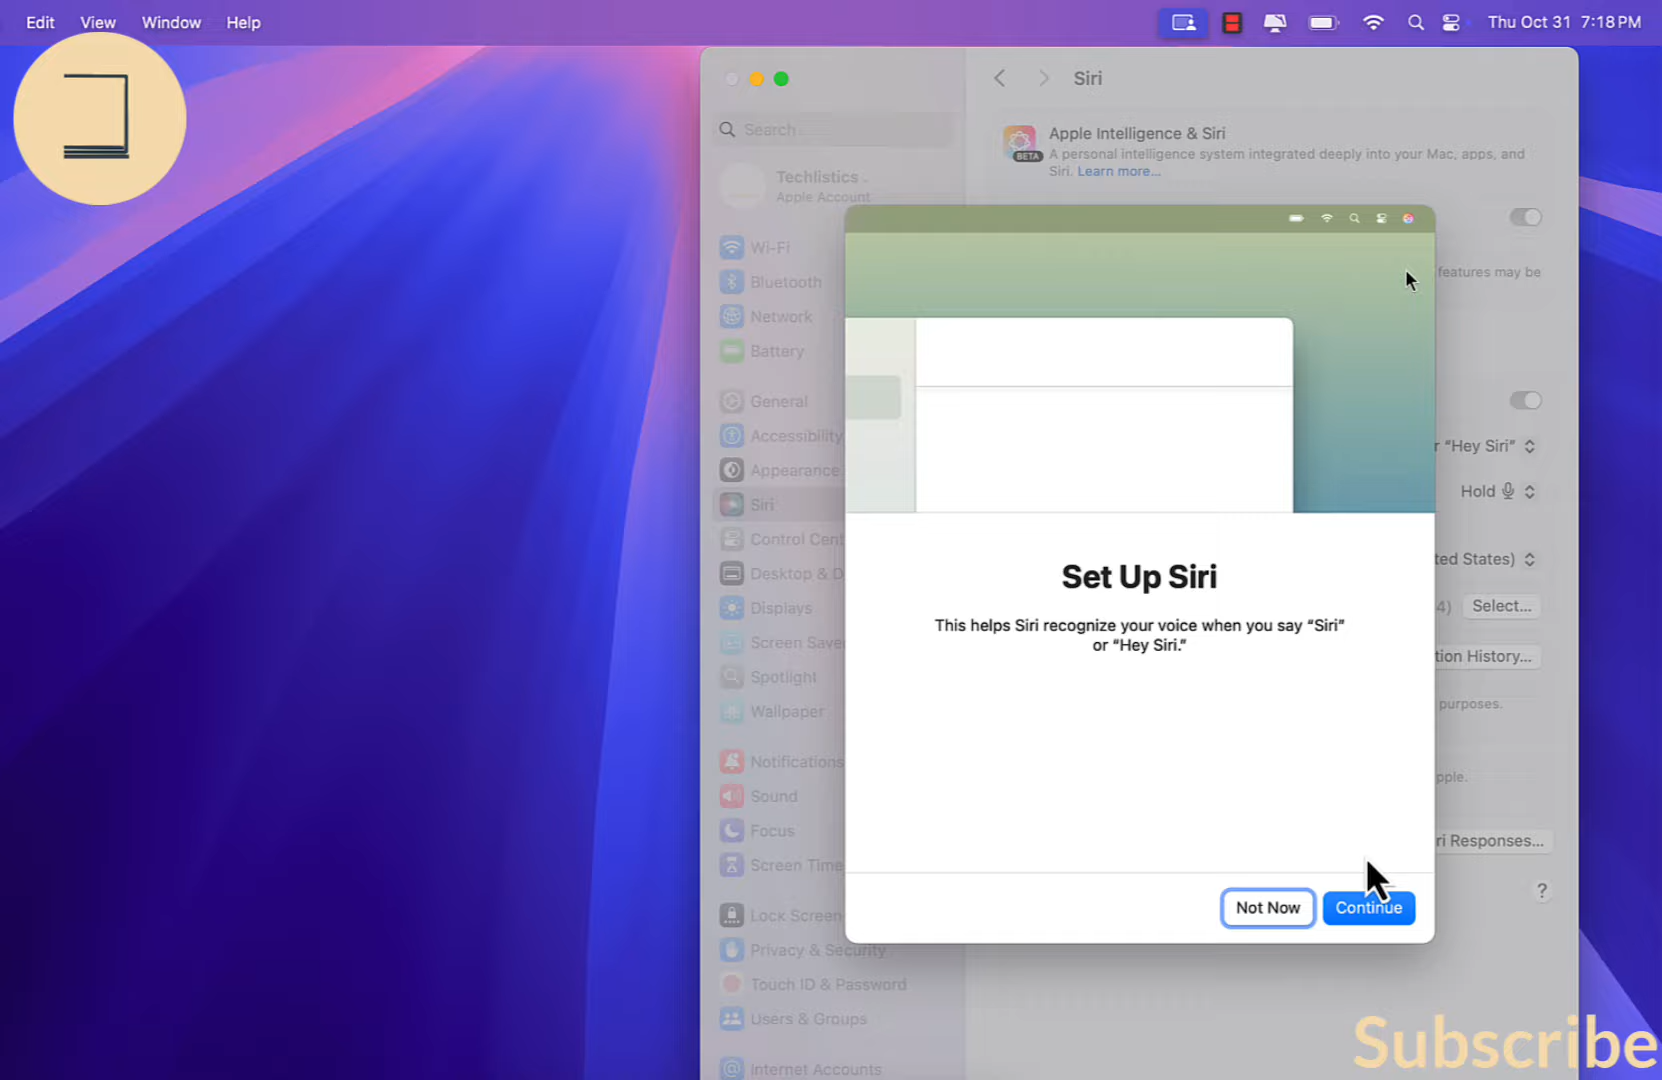 Edit View Window Help
Thu Oct 31 7:18 PM
Siri
Search
Apple Intelligence & Siri
BETA
A personal intelligence system integrated deeply into your Mac, apps, and
Siri. Learn more...
Techlistics
Apple Account
Wi-Fi
features may be
Bluetooth
Network
Battery
General
Accessibility
r “Hey Siri”
Appearance
Hold
Siri
Control Cent
ted States)
Desktop & D
Set Up Siri
4) Select...
Displays
This helps Siri recognize your voice when you say “Siri”
or “Hey Siri.”
Screen Save
tion History...
Spotlight
purposes.
Wallpaper
Notifications
pple.
Sound
Focus
ri Responses...
Screen Time
?
Not Now Continue
Lock Screen
Privacy & Security
Touch ID & Password
Users & Groups
Subscribe
Internet Accounts